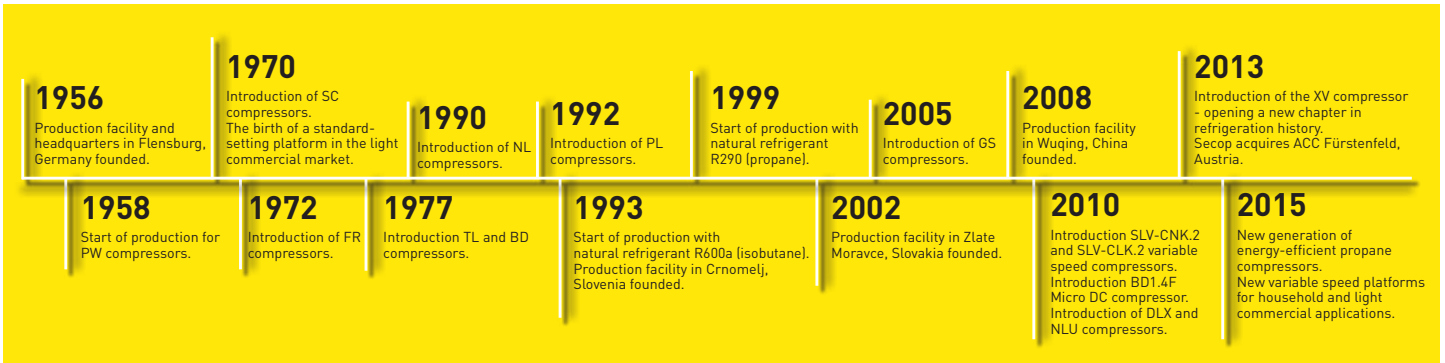 1956
Production facility and
headquarters in Flensburg,
Germany founded.
1958
Start of production for
PW compressors.
1970
Introduction of SC
compressors.
The birth of a standard-
setting platform in the light
commercial market.
1972
Introduction of FR
compressors.
1977
Introduction TL and BD
compressors.
1990
Introduction of NL
compressors.
1992
Introduction of PL
compressors.
1993
Start of production with
natural refrigerant R600a (isobutane).
Production facility in Crnomelj,
Slovenia founded.
1999
Start of production with
natural refrigerant
R290 (propane).
2002
Production facility in Zlate
Moravce, Slovakia founded.
2005
Introduction of GS
compressors.
2008
Production facility
in Wuqing, China
founded.
2010
Introduction SLV-CNK.2
and SLV-CLK.2 variable
speed compressors.
Introduction BD1.4F
Micro DC compressor.
Introduction of DLX and
NLU compressors.
2013
Introduction of the XV compressor
- opening a new chapter in
refrigeration history.
Secop acquires ACC Fürstenfeld,
Austria.
2015
New generation of
energy-efficient propane
compressors.
New variable speed platforms
for household and light
commercial applications.